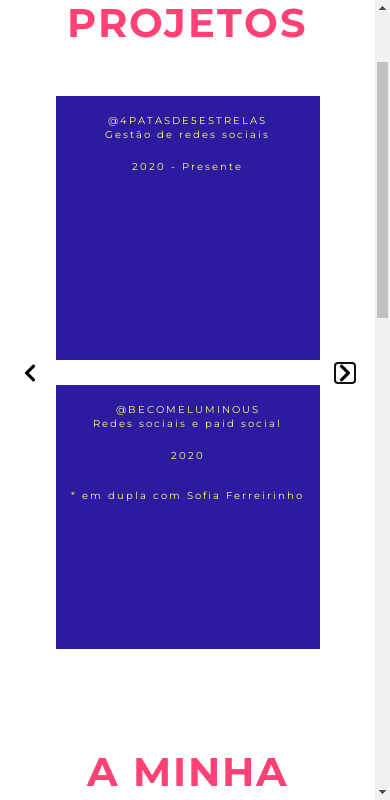 PROJETOS
@4PATASDE5ESTRELAS
Gestão de redes sociais
2020 - Presente
@BECOMELUMINOUS
Redes sociais e paid social
2020
* em dupla com Sofia Ferreirinho
A MINHA